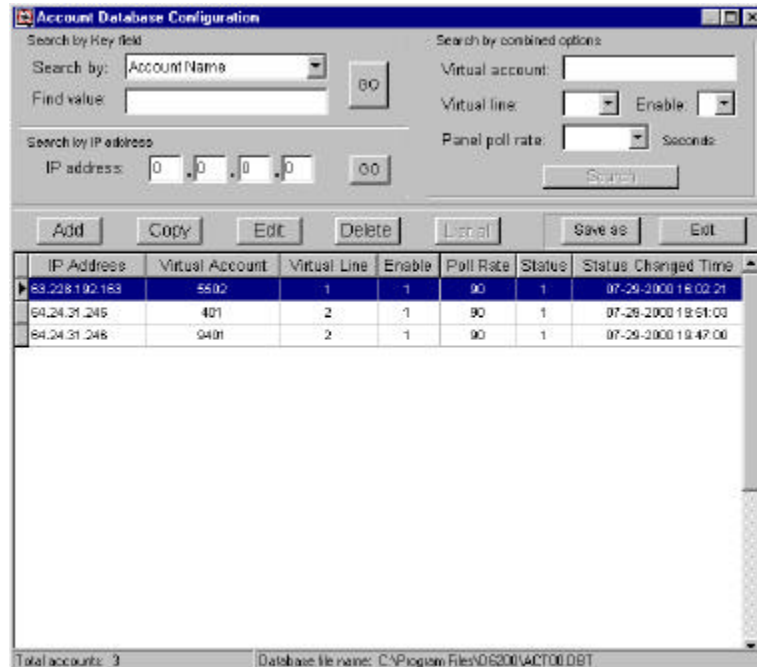 Account Database Configuration
Search by Key field
Search by: Account Name
Find value:
GO
Search by IP address
IP address: 0 . 0 . 0 . 0
GO
Search by combined options
Virtual account:
Virtual line: Enable:
Panel poll rate: Seconds
Search
Add Copy Edit Delete List all Save as Exit
IP Address Virtual Account Virtual Line Enable Poll Rate Status Status Changed Time
63.228.192.163 5502 1 1 90 1 07-29-2000 16:02:21
64.24.31.246 401 2 1 90 1 07-29-2000 19:51:03
64.24.31.246 9401 2 1 90 1 07-29-2000 19:47:00
Total accounts: 3
Database file name: C:\Program Files\D6200\ACT00.DBT